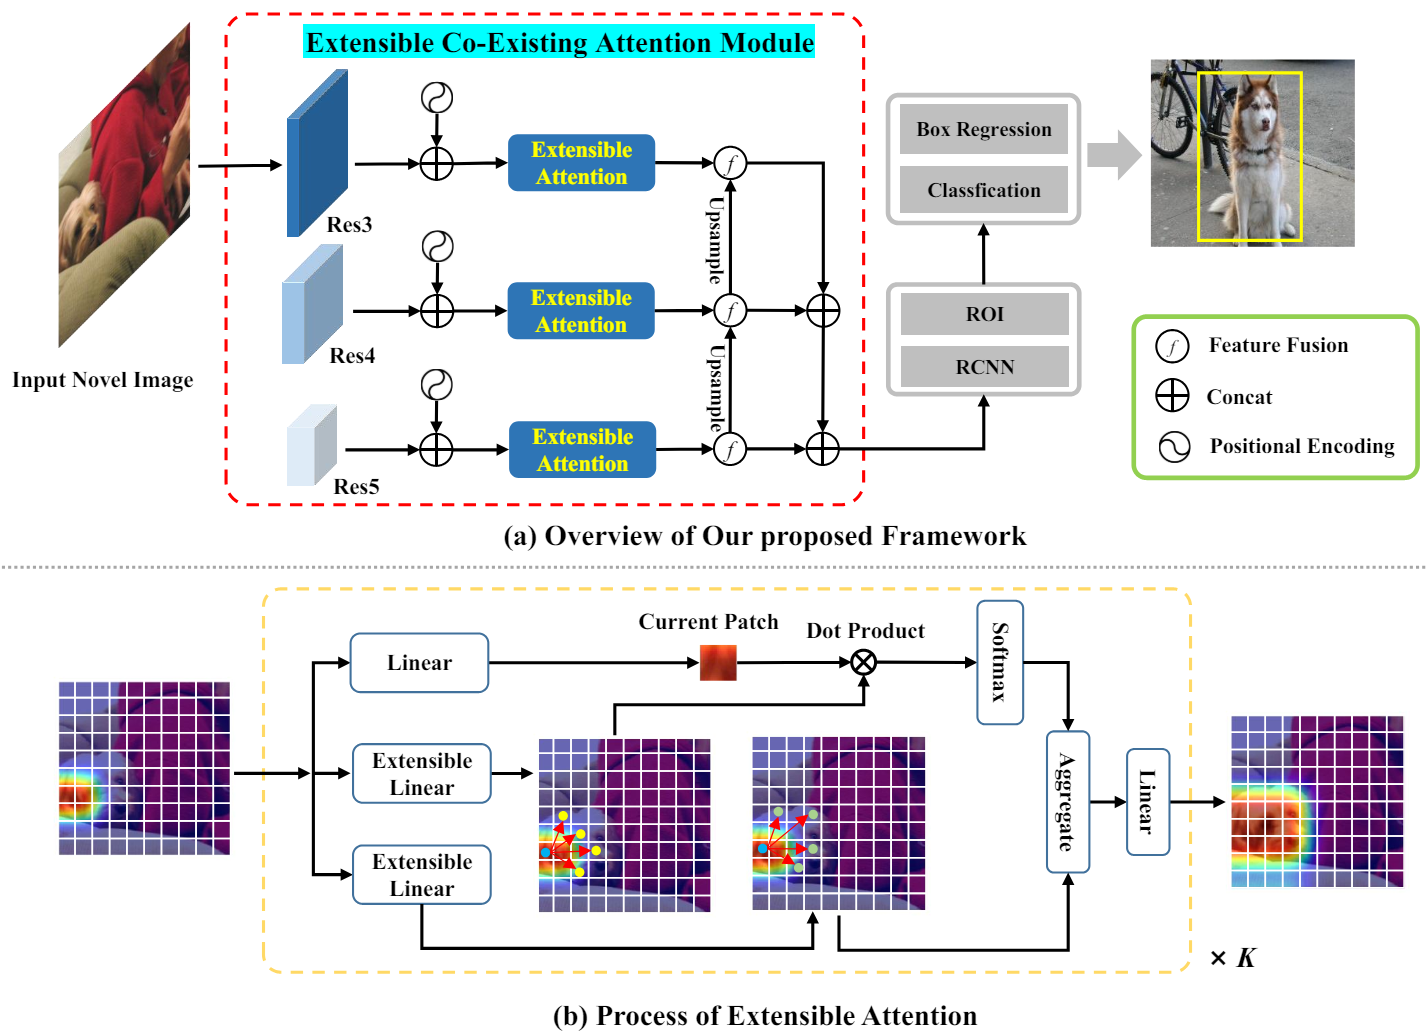 Extensible Co-Existing Attention Module
Input Novel Image
Res3
Extensible
Attention
f
Upsample
Res4
Extensible
Attention
f
Upsample
Res5
Extensible
Attention
f
Box Regression
Classfication
ROI
RCNN
f Feature Fusion
Concat
Positional Encoding
(a) Overview of Our proposed Framework
Linear
Current Patch
Dot Product
Softmax
Extensible
Linear
Extensible
Linear
Aggregate
Linear
× K
(b) Process of Extensible Attention